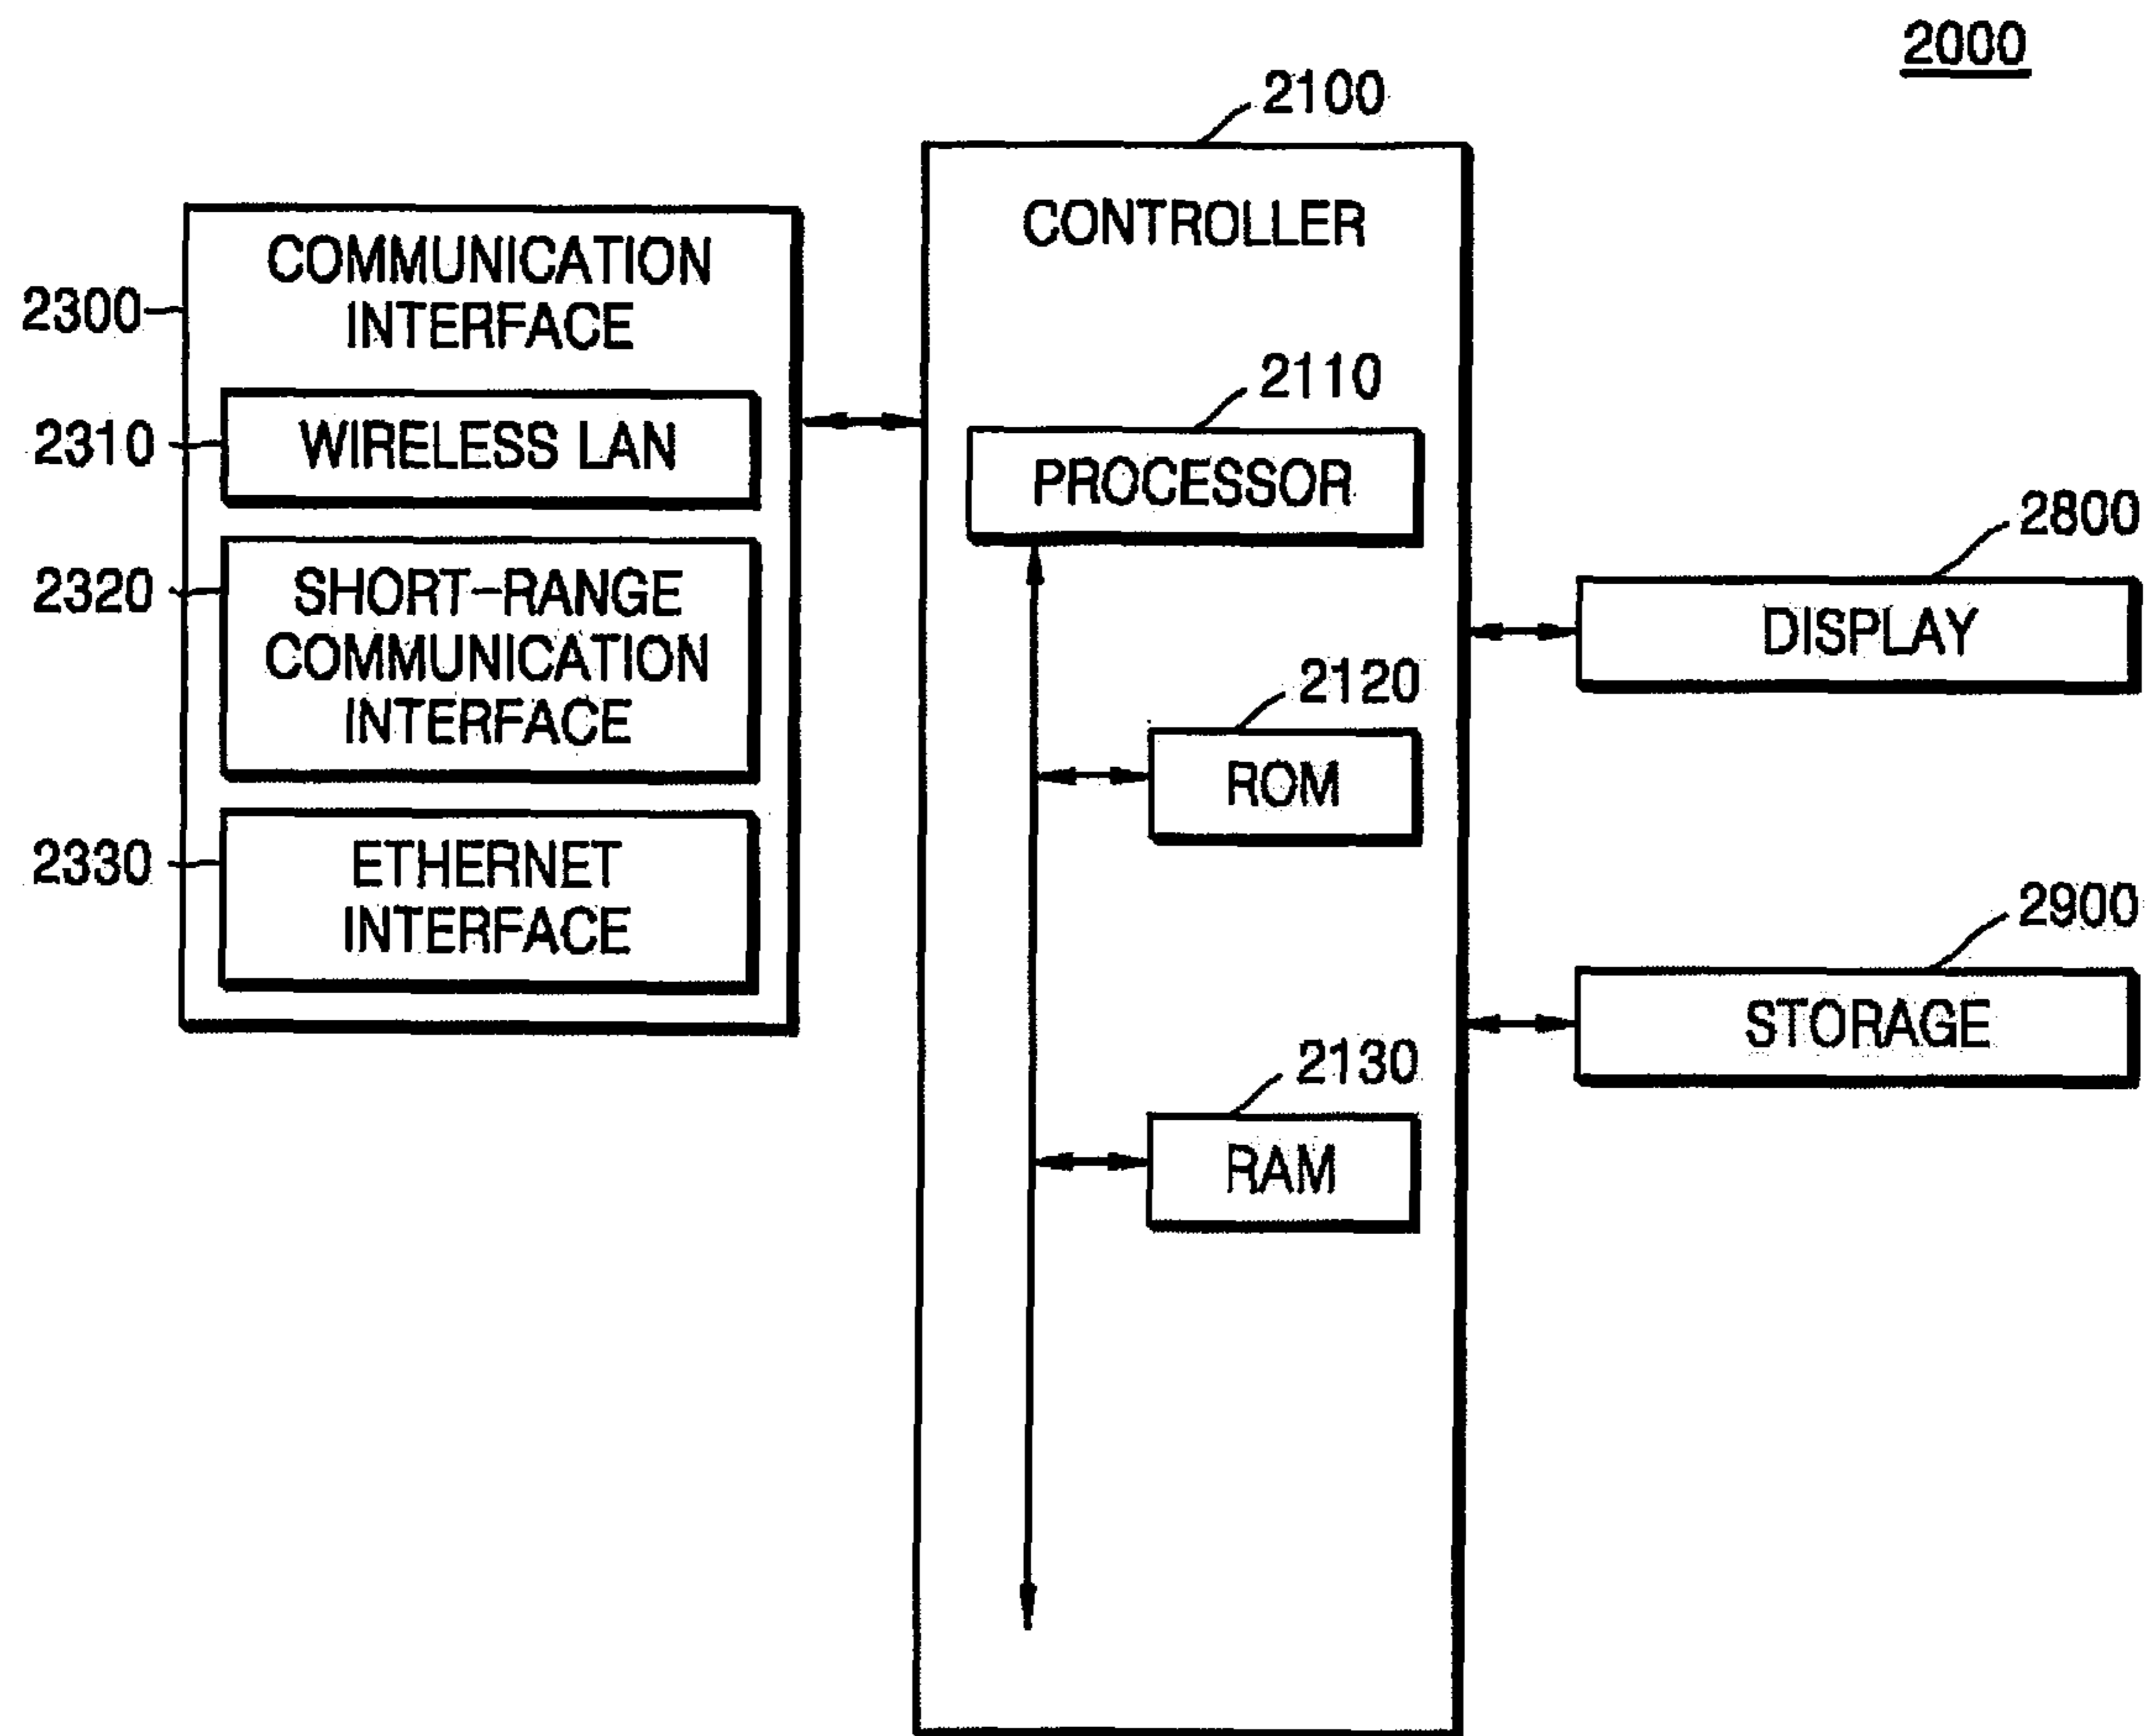 2000
2100
CONTROLLER
COMMUNICATION
INTERFACE
2300
2310
WIRELESS LAN
2320
SHORT-RANGE
COMMUNICATION
INTERFACE
2330
ETHERNET
INTERFACE
2110
PROCESSOR
2120
ROM
2130
RAM
2800
DISPLAY
2900
STORAGE